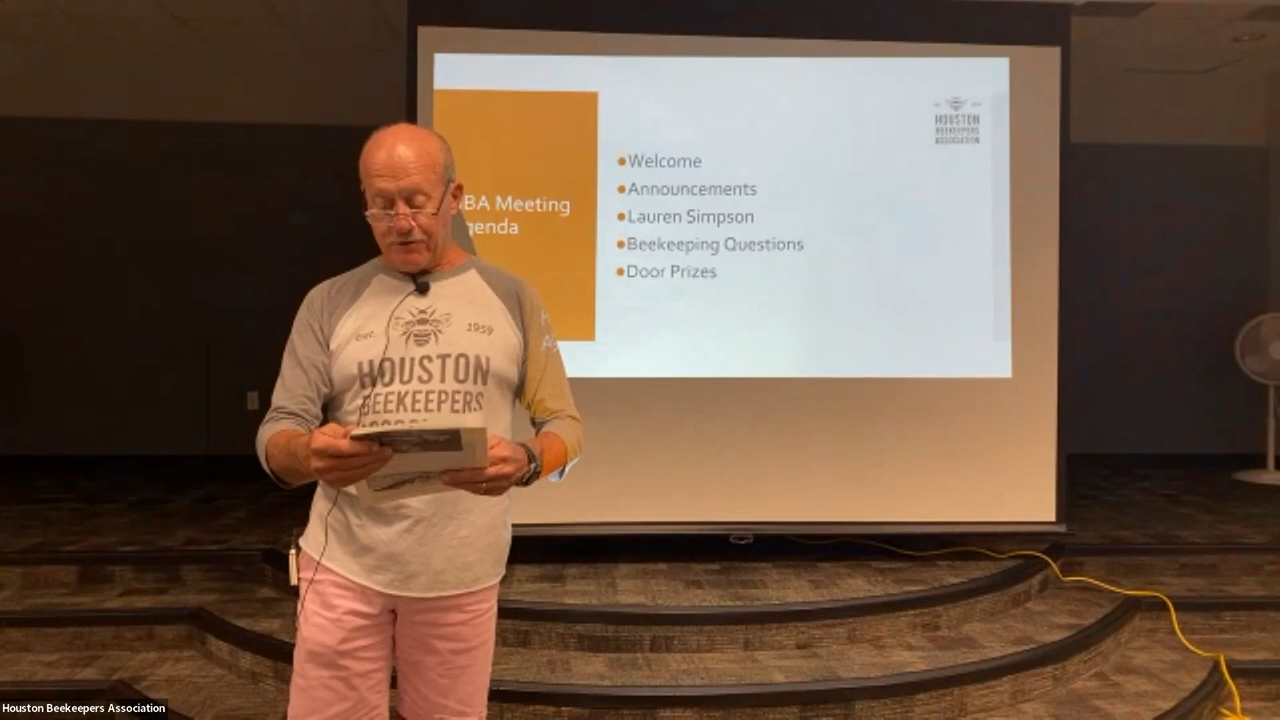 BA Meeting
genda
Welcome
Announcements
Lauren Simpson
Beekeeping Questions
Door Prizes
HOUSTON
BEEKEEPERS
ASSOCIATION
est. 1959
HOUSTON
BEEKEEPERS
Houston Beekeepers Association